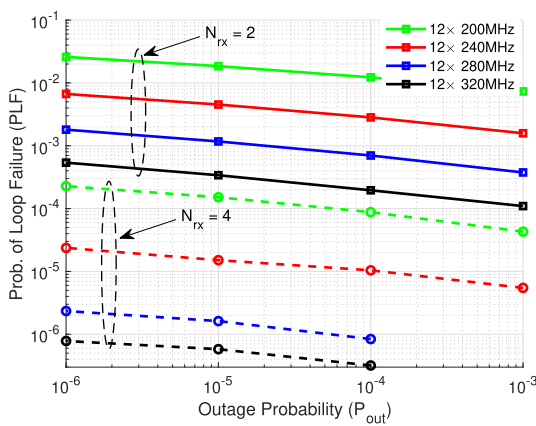 10^-1
10^-2
10^-3
10^-4
10^-5
10^-6
Prob. of Loop Failure (PLF)
N_rx = 2
N_rx = 4
12× 200MHz
12× 240MHz
12× 280MHz
12× 320MHz
10^-6
10^-5
10^-4
10^-3
Outage Probability (P_out)